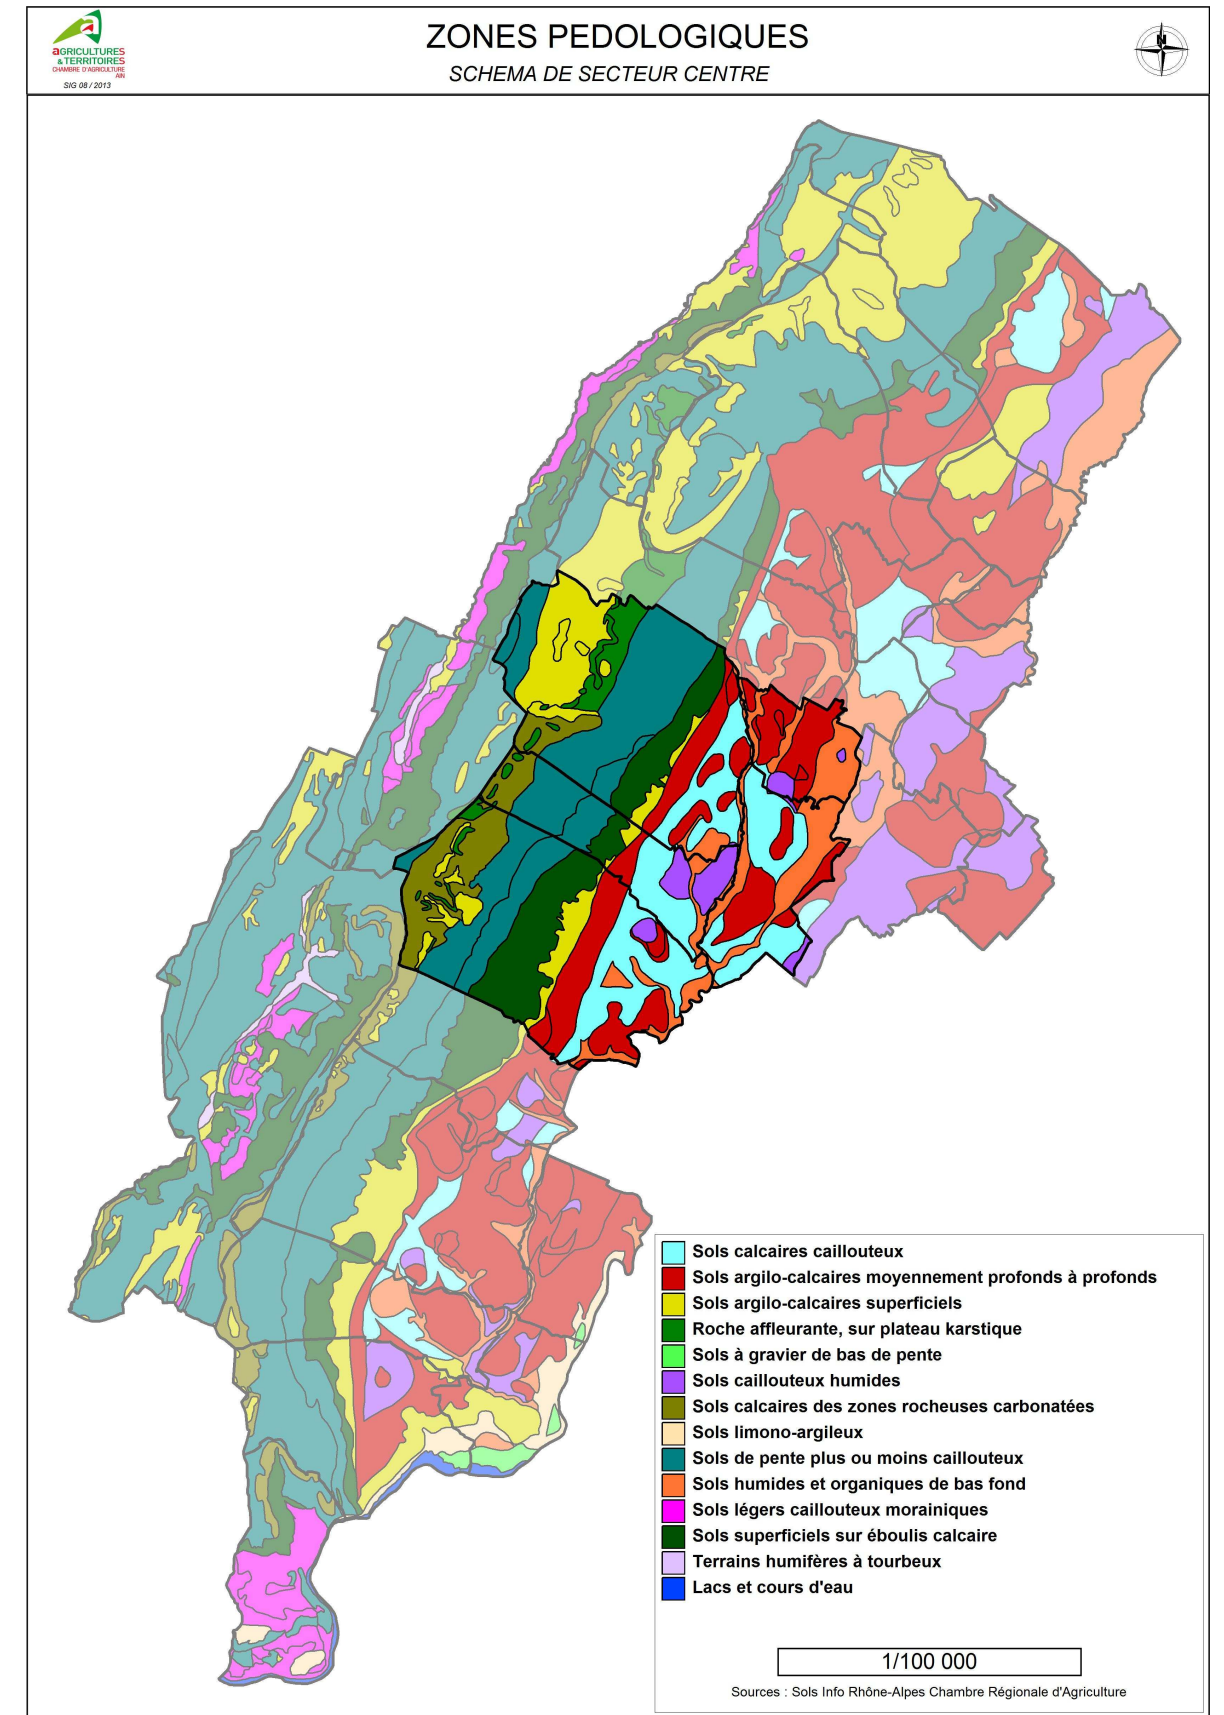 aGRICULTURES
& TERRITOIRES
CHAMBRE D'AGRICULTURE
AIN
SIG 08 / 2013
ZONES PEDOLOGIQUES
SCHEMA DE SECTEUR CENTRE
N
Sols calcaires caillouteux
Sols argilo-calcaires moyennement profonds à profonds
Sols argilo-calcaires superficiels
Roche affleurante, sur plateau karstique
Sols à gravier de bas de pente
Sols caillouteux humides
Sols calcaires des zones rocheuses carbonatées
Sols limono-argileux
Sols de pente plus ou moins caillouteux
Sols humides et organiques de bas fond
Sols légers caillouteux morainiques
Sols superficiels sur éboulis calcaire
Terrains humifères à tourbeux
Lacs et cours d'eau
1/100 000
Sources : Sols Info Rhône-Alpes Chambre Régionale d'Agriculture